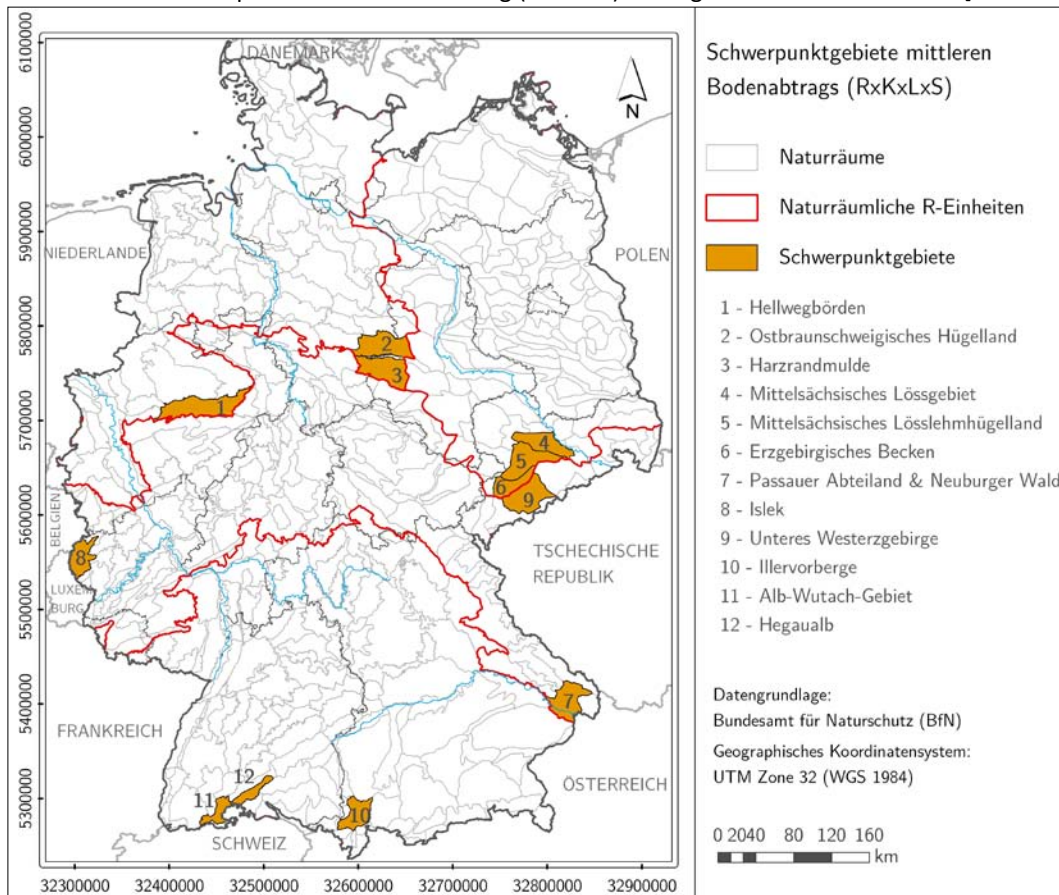 DÄNEMARK
NIEDERLANDE
POLEN
BELGIEN
LUXEM
BURG
TSCHECHISCHE
REPUBLIK
FRANKREICH
ÖSTERREICH
SCHWEIZ
1
2
3
4
5
6
7
8
9
10
11
12
6100000
6000000
5900000
5800000
5700000
5600000
5500000
5400000
5300000
32300000 32400000 32500000 32600000 32700000 32800000 32900000
N
Schwerpunktgebiete mittleren
Bodenabtrags (RxKxLxS)
Naturräume
Naturräumliche R-Einheiten
Schwerpunktgebiete
1 - Hellwegbörden
2 - Ostbraunschweigisches Hügelland
3 - Harzrandmulde
4 - Mittelsächsisches Lössgebiet
5 - Mittelsächsisches Lösslehmhügelland
6 - Erzgebirgisches Becken
7 - Passauer Abteiland & Neuburger Wald
8 - Islek
9 - Unteres Westerzgebirge
10 - Illervorberge
11 - Alb-Wutach-Gebiet
12 - Hegaualb
Datengrundlage:
Bundesamt für Naturschutz (BfN)
Geographisches Koordinatensystem:
UTM Zone 32 (WGS 1984)
0 2040 80 120 160
km